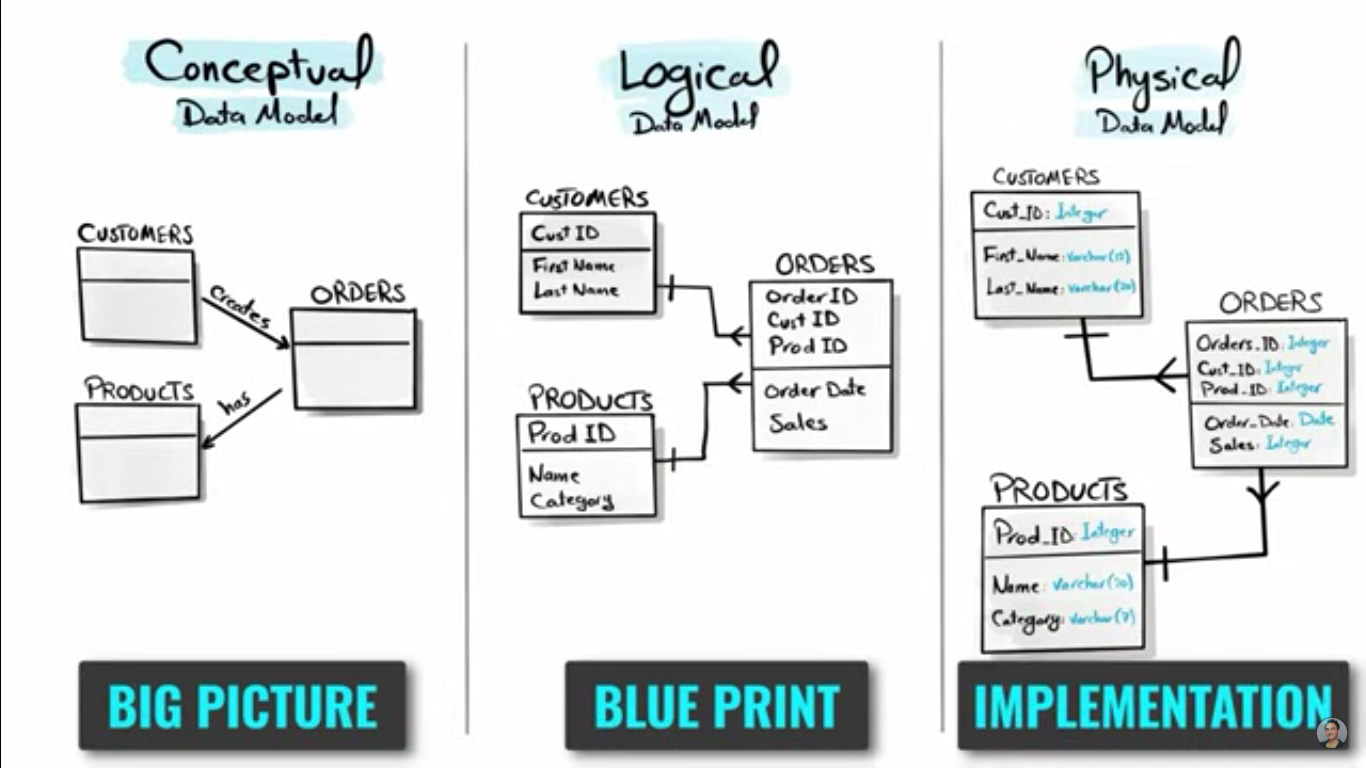 Conceptual
Data Model
CUSTOMERS
creates
ORDERS
PRODUCTS
has
BIG PICTURE
Logical
Data Model
CUSTOMERS
Cust ID
First Name
Last Name
ORDERS
Order ID
Cust ID
Prod ID
Order Date
Sales
PRODUCTS
Prod ID
Name
Category
BLUE PRINT
Physical
Data Model
CUSTOMERS
Cust_ID: Integer
First_Name: Varchar(10)
Last_Name: Varchar(20)
ORDERS
Orders_ID: Integer
Cust_ID: Integer
Prod_ID: Integer
Order_Date: Date
Sales: Integer
PRODUCTS
Prod_ID: Integer
Name: Varchar(30)
Category: Varchar(7)
IMPLEMENTATION